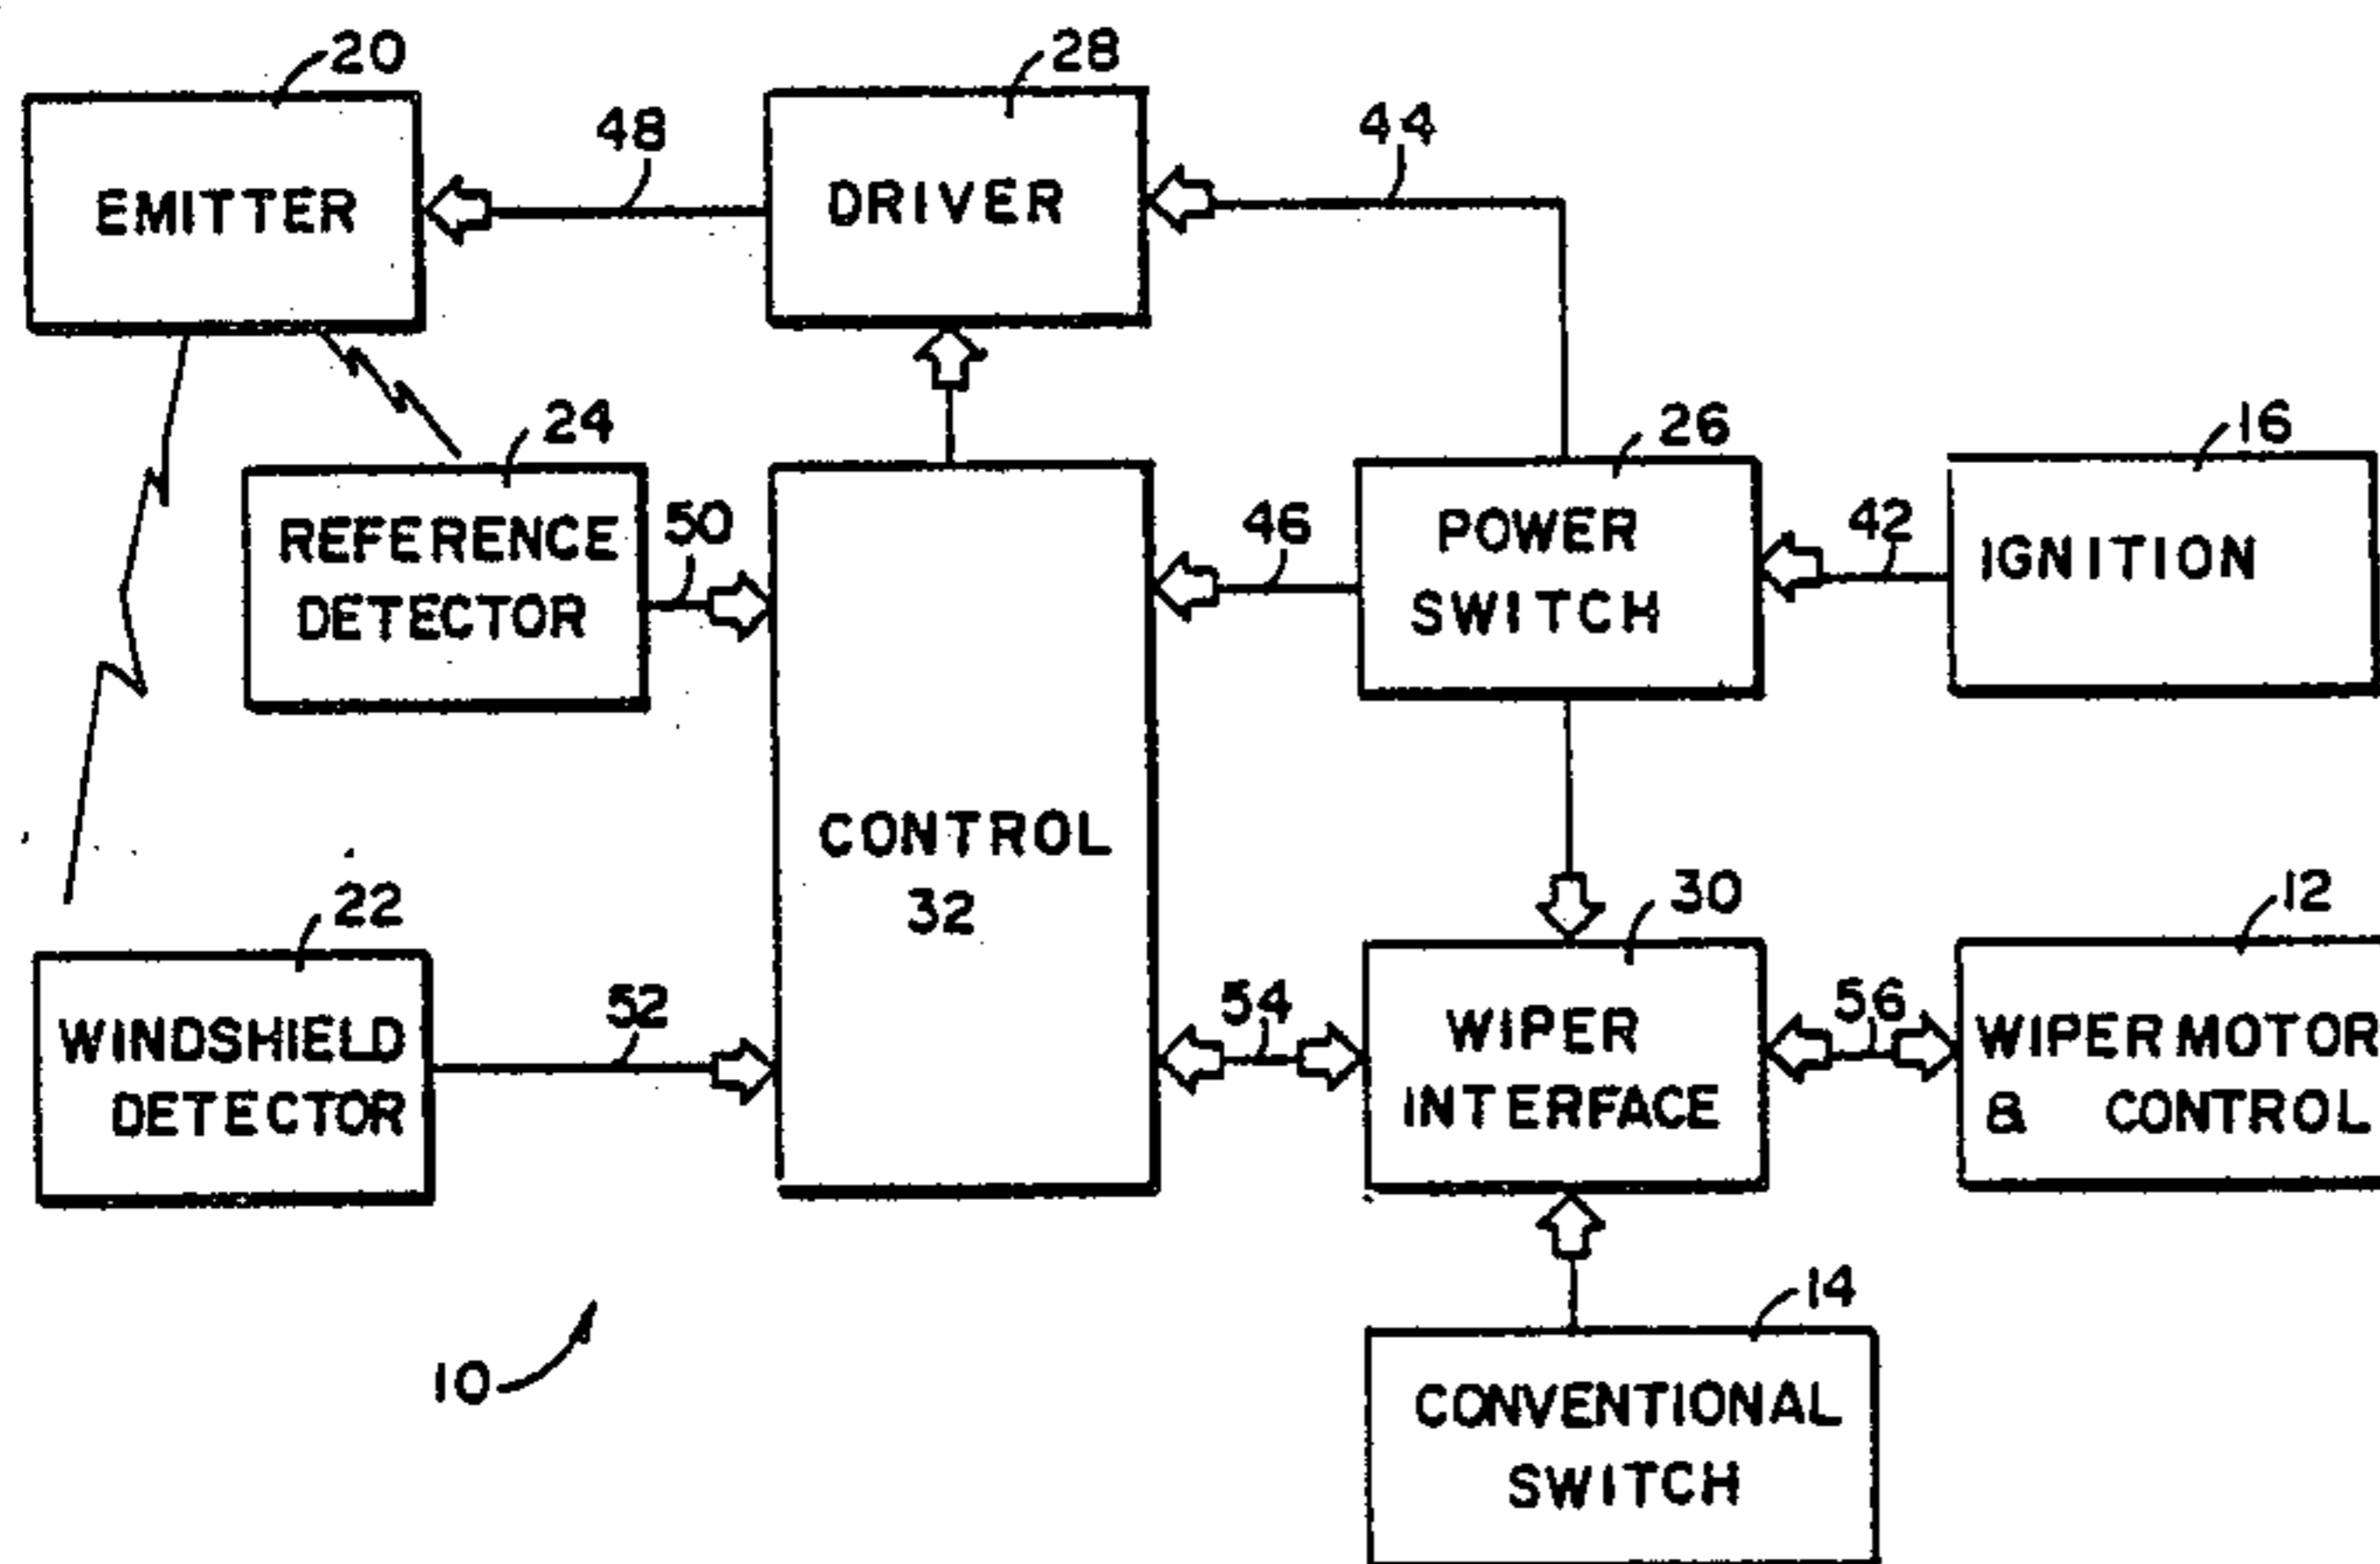 20
28
48
44
EMITTER
DRIVER
24
26
16
REFERENCE
DETECTOR
50
46
POWER
SWITCH
42
IGNITION
CONTROL
32
22
30
12
WINDSHIELD
DETECTOR
52
54
WIPER
INTERFACE
56
WIPER MOTOR
& CONTROL
10
14
CONVENTIONAL
SWITCH